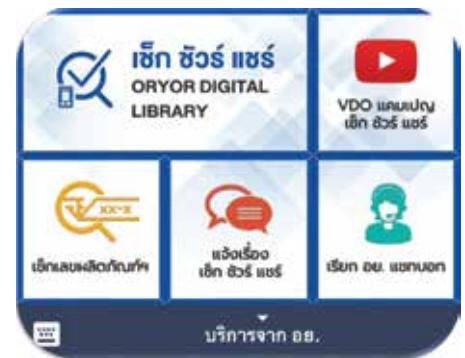 เช็ก ชัวร์ แชร์
ORYOR DIGITAL
LIBRARY
VDO แคมเปญ
เช็ก ชัวร์ แชร์
XX-X
เช็กเลขผลิตภัณฑ์ฯ
แจ้งเรื่อง
เช็ก ชัวร์ แชร์
เรียก อย. แชทบอท
บริการจาก อย.